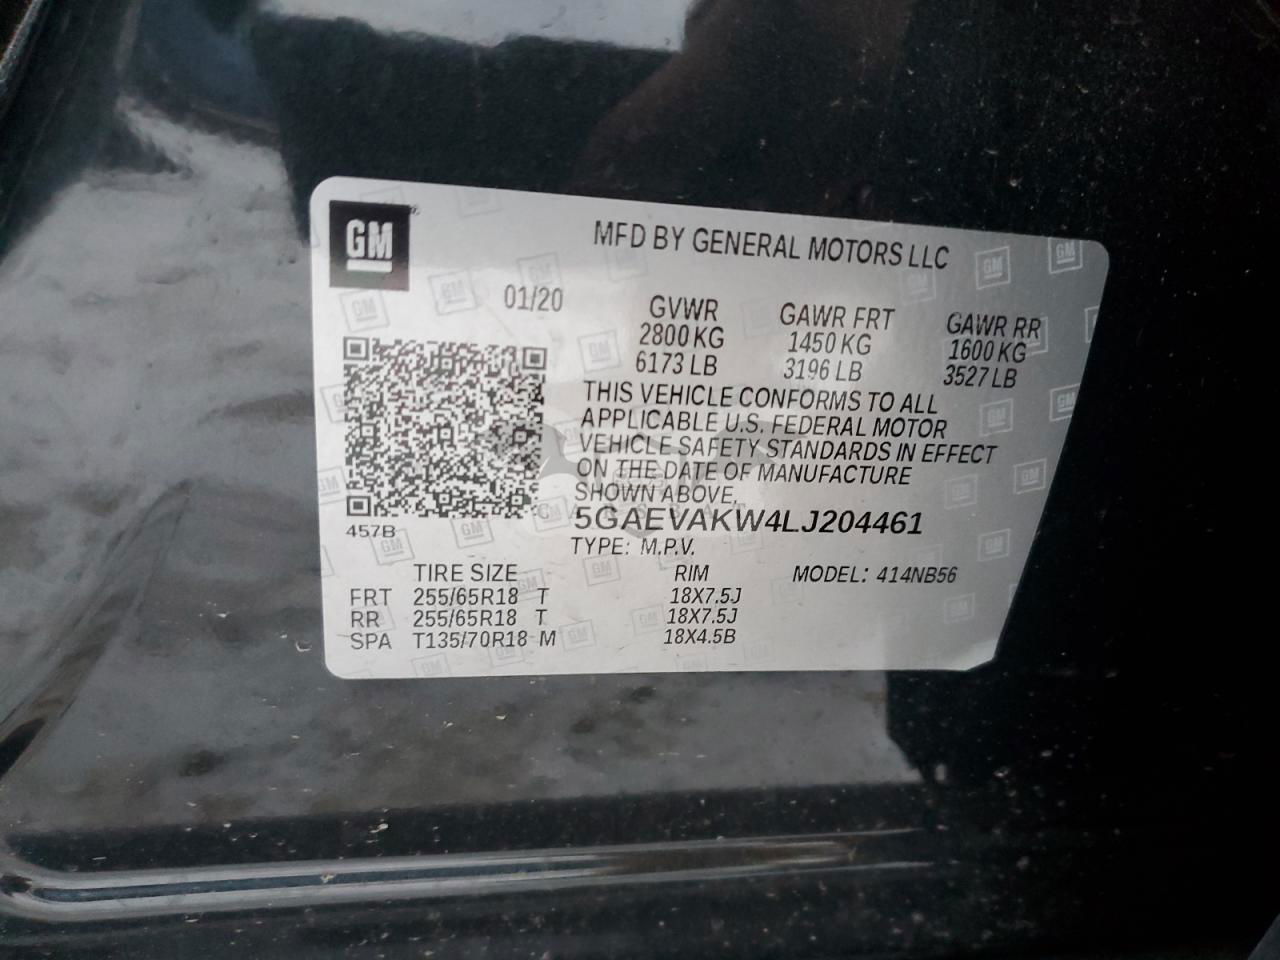 GM
MFD BY GENERAL MOTORS LLC
01/20
GVWR GAWR FRT GAWR RR
2800 KG 1450 KG 1600 KG
6173 LB 3196 LB 3527 LB
THIS VEHICLE CONFORMS TO ALL
APPLICABLE U.S. FEDERAL MOTOR
VEHICLE SAFETY STANDARDS IN EFFECT
ON THE DATE OF MANUFACTURE
SHOWN ABOVE.
5GAEVAKW4LJ204461
457B
TYPE: M.P.V.
TIRE SIZE RIM MODEL: 414NB56
FRT 255/65R18 T 18X7.5J
RR 255/65R18 T 18X7.5J
SPA T135/70R18 M 18X4.5B